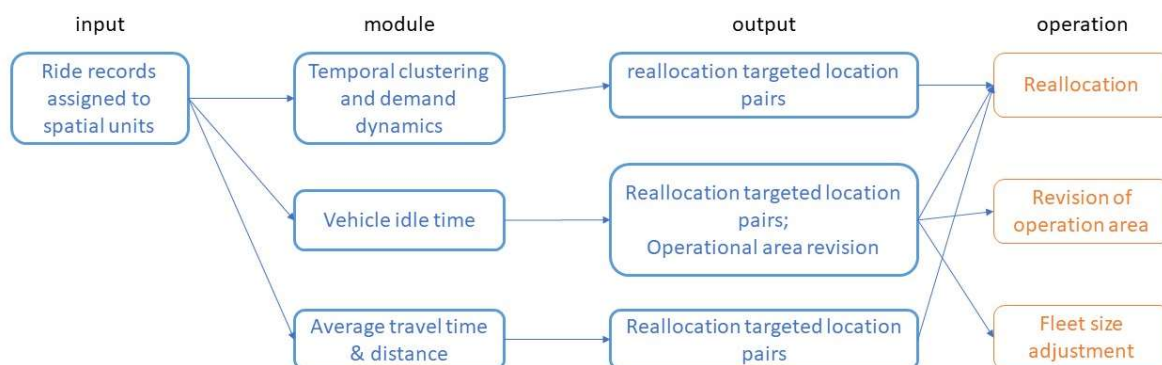 input
module
output
operation
Ride records
assigned to
spatial units
Temporal clustering
and demand
dynamics
reallocation targeted location
pairs
Reallocation
Vehicle idle time
Reallocation targeted location
pairs;
Operational area revision
Revision of
operation area
Average travel time
& distance
Reallocation targeted location
pairs
Fleet size
adjustment